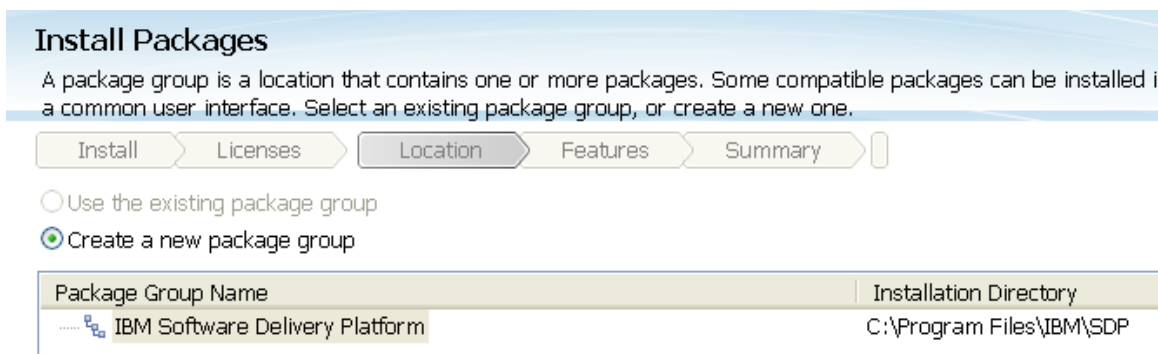 Install Packages
A package group is a location that contains one or more packages. Some compatible packages can be installed i
a common user interface. Select an existing package group, or create a new one.
Install Licenses Location Features Summary
Use the existing package group
Create a new package group
Package Group Name Installation Directory
IBM Software Delivery Platform C:\Program Files\IBM\SDP